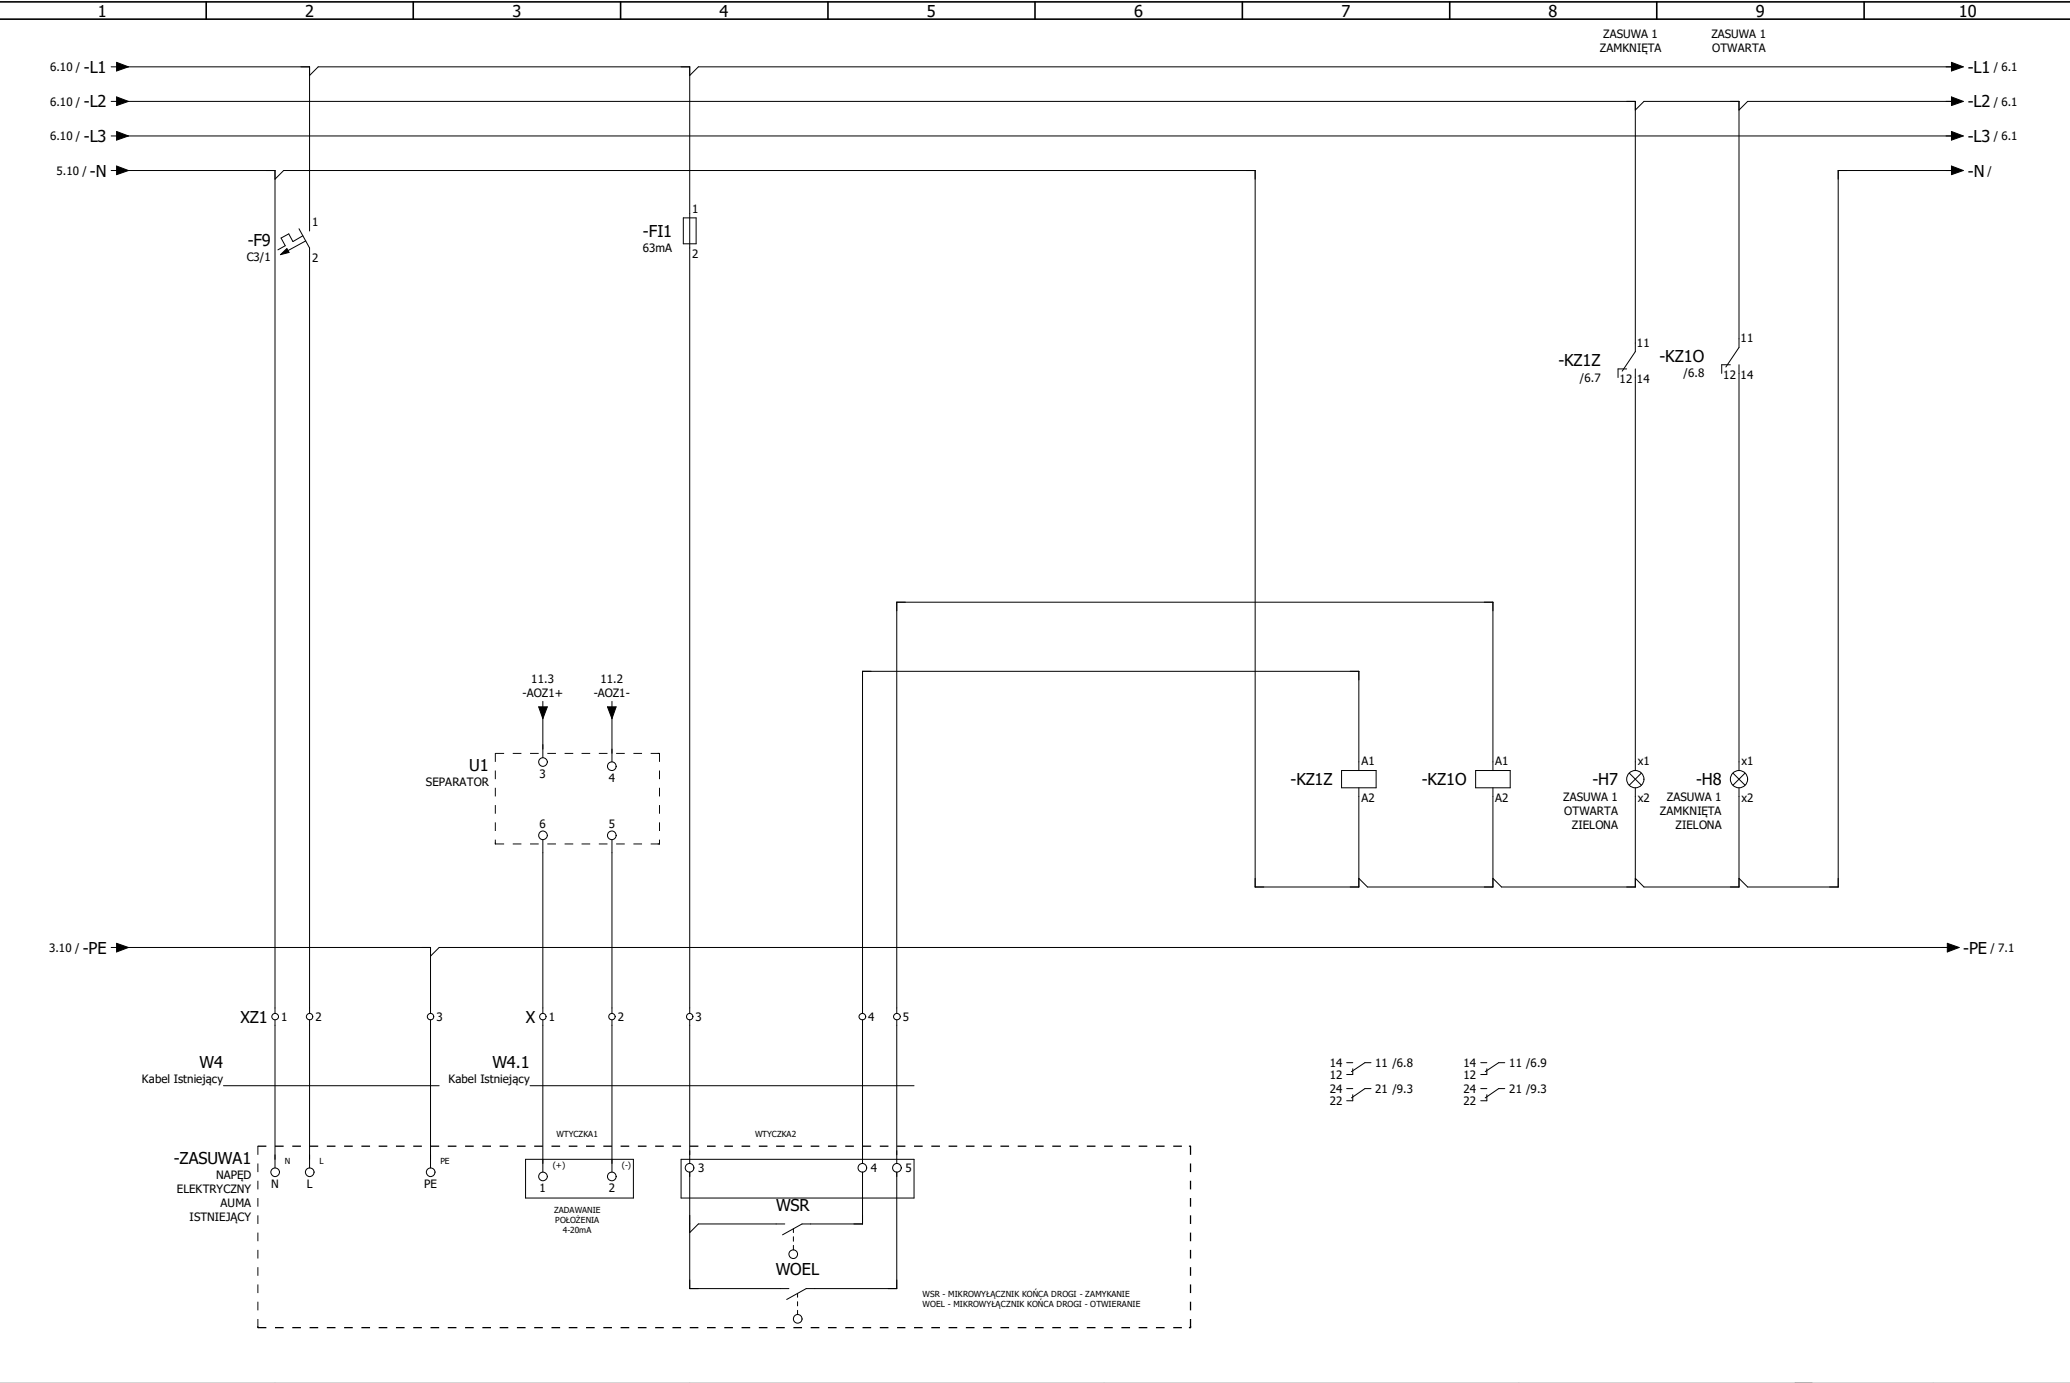 1 2 3 4 5 6 7 8 9 10
ZASUWA 1 ZASUWA 1
ZAMKNIĘTA OTWARTA
6.10 / -L1 -L1 / 6.1
6.10 / -L2 -L2 / 6.1
6.10 / -L3 -L3 / 6.1
5.10 / -N -N /
1
-F9
C3/1
2
1
-FI1
63mA
2
11
-KZ1Z
/6.7
12 14
11
-KZ1O
/6.8
12 14
11.3 11.2
-AOZ1+ -AOZ1-
U1
SEPARATOR
3 4
6 5
A1
-KZ1Z
A2
A1
-KZ1O
A2
x1
-H7
x2
ZASUWA 1
OTWARTA
ZIELONA
x1
-H8
x2
ZASUWA 1
ZAMKNIĘTA
ZIELONA
3.10 / -PE -PE / 7.1
XZ1 1 2 3 X 1 2 3 4 5
W4
Kabel Istniejący
W4.1
Kabel Istniejący
14 11 /6.8
12
24 21 /9.3
22
14 11 /6.9
12
24 21 /9.3
22
WTYCZKA1 WTYCZKA2
-ZASUWA1
NAPĘD
ELEKTRYCZNY
AUMA
ISTNIEJĄCY
N L PE
N L PE
(+) (-)
1 2
3 4 5
ZADAWANIE
POŁOŻENIA
4-20mA
WSR
WOEL
WSR - MIKROWYŁĄCZNIK KOŃCA DROGI - ZAMYKANIE
WOEL - MIKROWYŁĄCZNIK KOŃCA DROGI - OTWIERANIE